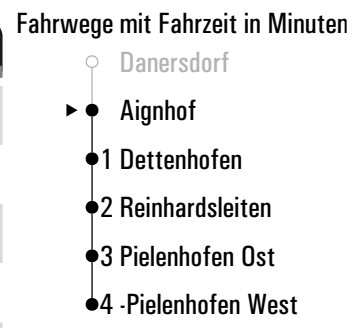 Fahrwege mit Fahrzeit in Minuten
Danersdorf
Aignhof
1 Dettenhofen
2 Reinhardsleiten
3 Pielenhofen Ost
4 -Pielenhofen West